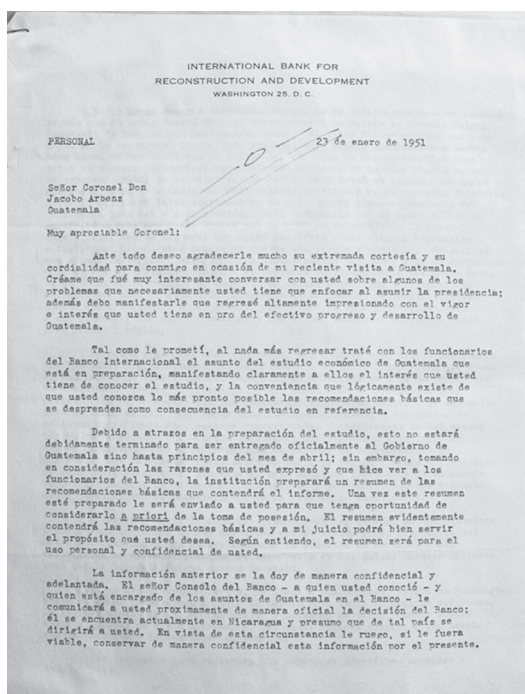 INTERNATIONAL BANK FOR
RECONSTRUCTION AND DEVELOPMENT
WASHINGTON 25, D. C.
PERSONAL
23 de enero de 1951
Señor Coronel Don
Jacobo Arbenz
Guatemala
Muy apreciable Coronel:
Ante todo deseo agradecerle mucho su extremada cortesía y su
cordialidad para conmigo en ocasión de mi reciente visita a Guatemala.
Créame que fué muy interesante conversar con usted sobre algunos de los
problemas que necesariamente usted tiene que enfocar al asumir la presidencia;
además debo manifestarle que regresé altamente impresionado con el vigor
e interés que usted tiene en pro del efectivo progreso y desarrollo de
Guatemala.
Tal como le prometí, al nada más regresar traté con los funcionarios
del Banco Internacional el asunto del estudio económico de Guatemala que
está en preparación, manifestando claramente a ellos el interés que usted
tiene de conocer el estudio, y la conveniencia que lógicamente existe de
que usted conozca lo más pronto posible las recomendaciones básicas que
se desprenden como consecuencia del estudio en referencia.
Debido a atrazos en la preparación del estudio, esto no estará
debidamente terminado para ser entregado oficialmente al Gobierno de
Guatemala sino hasta principios del mes de abril; sin embargo, tomando
en consideración las razones que usted expresó y que hice ver a los
funcionarios del Banco, la institución preparará un resumen de las
recomendaciones básicas que contendrá el informe. Una vez este resumen
esté preparado le será enviado a usted para que tenga oportunidad de
considerarlo a priori de la toma de posesión. El resumen evidentemente
contendrá las recomendaciones básicas y a mi juicio podrá bien servir
el propósito que usted desea. Según entiendo, el resumen será para el
uso personal y confidencial de usted.
La información anterior se la doy de manera confidencial y
adelantada. El señor Consolo del Banco - a quien usted conoció - y
quien está encargado de los asuntos de Guatemala en el Banco - le
comunicará a usted proximamente de manera oficial la decisión del Banco;
él se encuentra actualmente en Nicaragua y presumo que de tal país se
dirigirá a usted. En vista de esta circunstancia le ruego, si le fuera
viable, conservar de manera confidencial esta información por el presente.